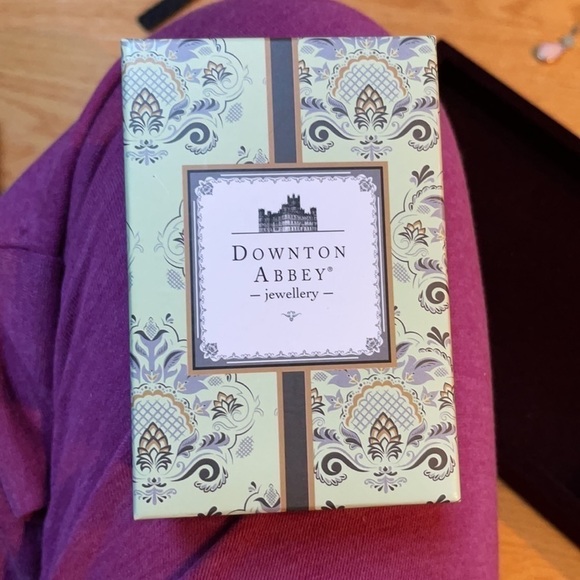 DOWNTON
ABBEY®
– jewellery –